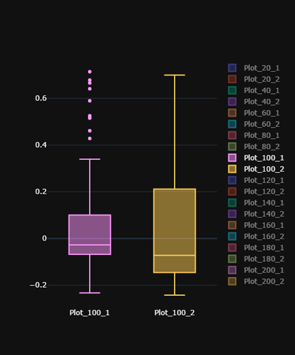 0.6
0.4
0.2
0
−0.2
Plot_100_1
Plot_100_2
Plot_20_1
Plot_20_2
Plot_40_1
Plot_40_2
Plot_60_1
Plot_60_2
Plot_80_1
Plot_80_2
Plot_100_1
Plot_100_2
Plot_120_1
Plot_120_2
Plot_140_1
Plot_140_2
Plot_160_1
Plot_160_2
Plot_180_1
Plot_180_2
Plot_200_1
Plot_200_2